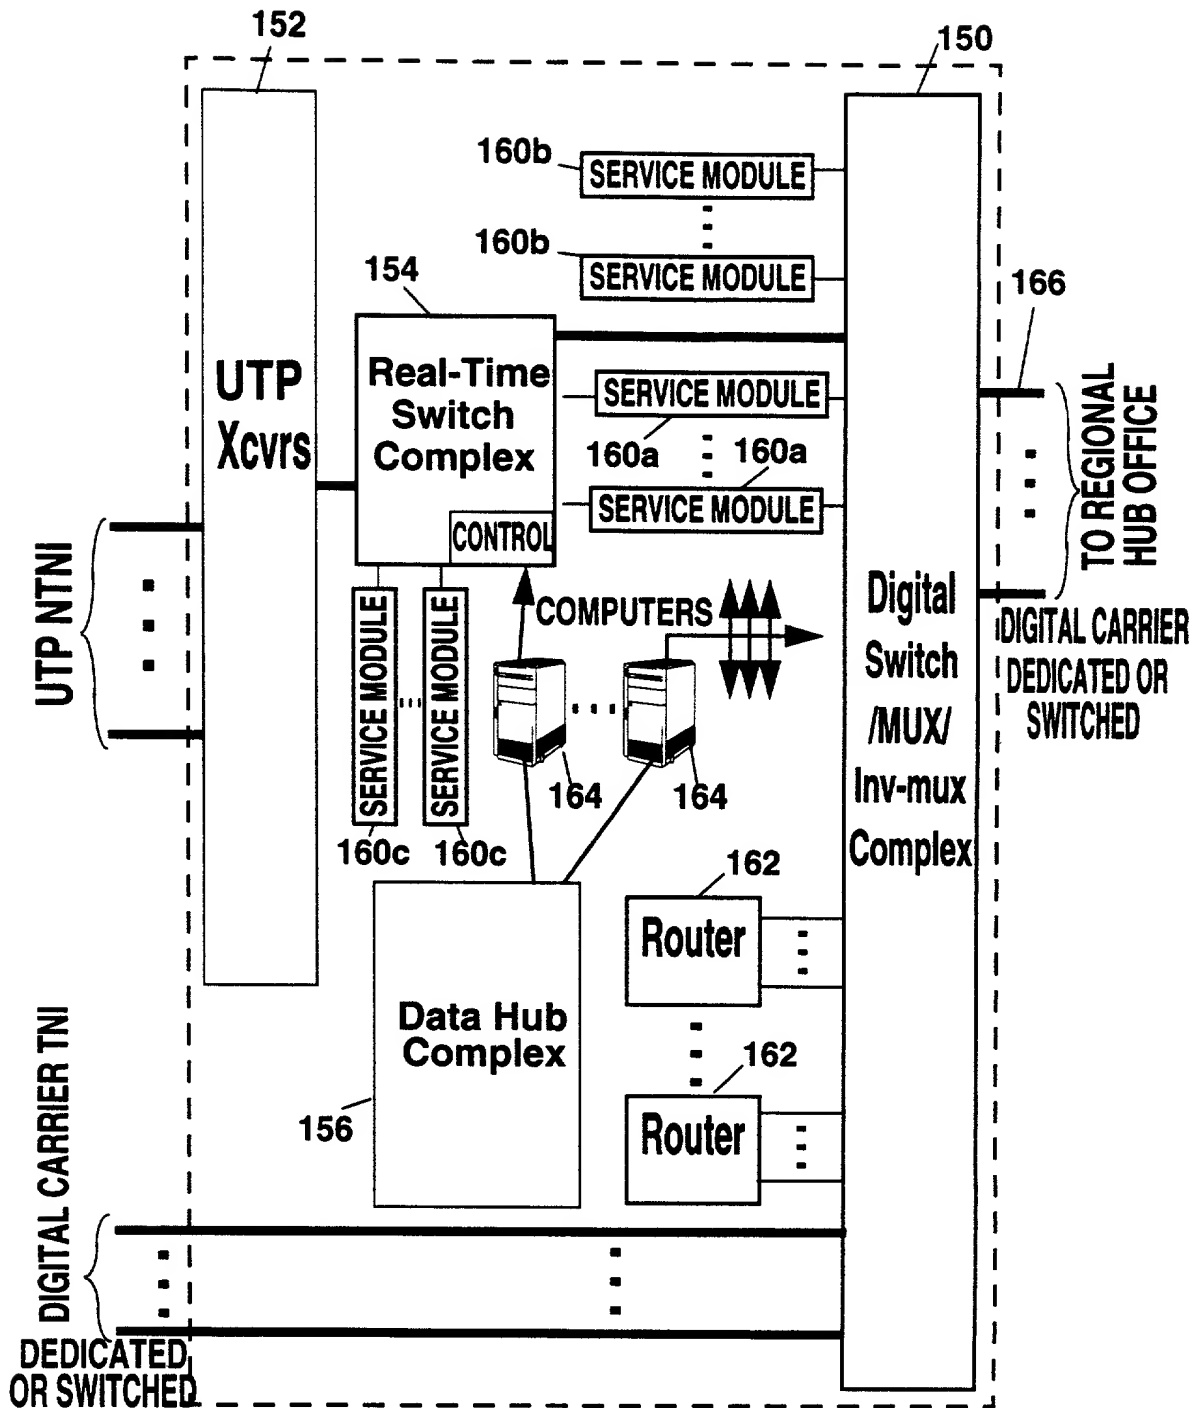 152
150
160b
SERVICE MODULE
160b
SERVICE MODULE
154
166
UTP
Xcvrs
Real-Time
Switch
Complex
CONTROL
SERVICE MODULE
160a
160a
SERVICE MODULE
TO REGIONAL
HUB OFFICE
UTP NTNI
COMPUTERS
SERVICE MODULE
SERVICE MODULE
160c
160c
164
164
Digital
Switch
/MUX/
Inv-mux
Complex
DIGITAL CARRIER
DEDICATED OR
SWITCHED
162
Router
Data Hub
Complex
156
162
Router
DIGITAL CARRIER TNI
DEDICATED
OR SWITCHED